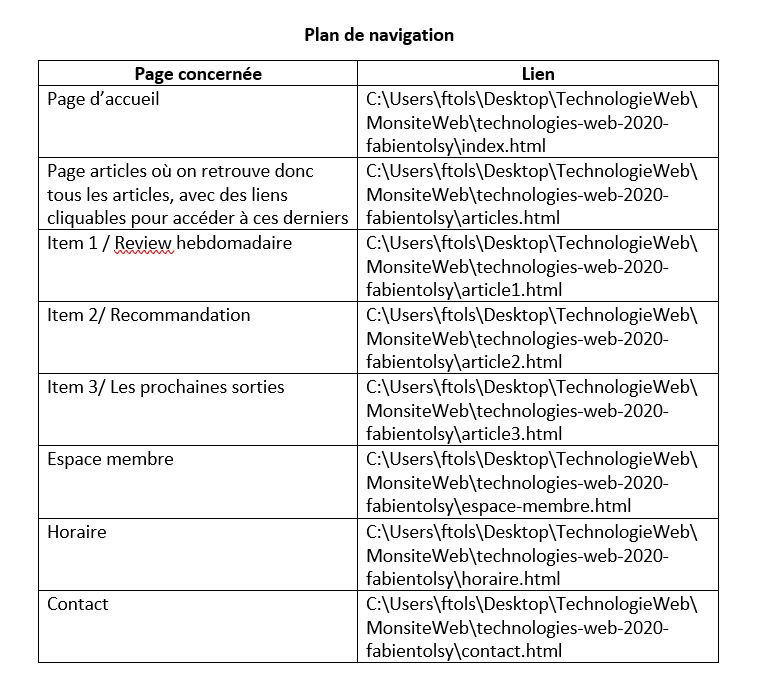 Plan de navigation
Page concernée
Lien
Page d’accueil
C:\Users\ftols\Desktop\TechnologieWeb\
MonsiteWeb\technologies-web-2020-
fabientolsy\index.html
Page articles où on retrouve donc
tous les articles, avec des liens
cliquables pour accéder à ces derniers
C:\Users\ftols\Desktop\TechnologieWeb\
MonsiteWeb\technologies-web-2020-
fabientolsy\articles.html
Item 1 / Review hebdomadaire
C:\Users\ftols\Desktop\TechnologieWeb\
MonsiteWeb\technologies-web-2020-
fabientolsy\article1.html
Item 2/ Recommandation
C:\Users\ftols\Desktop\TechnologieWeb\
MonsiteWeb\technologies-web-2020-
fabientolsy\article2.html
Item 3/ Les prochaines sorties
C:\Users\ftols\Desktop\TechnologieWeb\
MonsiteWeb\technologies-web-2020-
fabientolsy\article3.html
Espace membre
C:\Users\ftols\Desktop\TechnologieWeb\
MonsiteWeb\technologies-web-2020-
fabientolsy\espace-membre.html
Horaire
C:\Users\ftols\Desktop\TechnologieWeb\
MonsiteWeb\technologies-web-2020-
fabientolsy\horaire.html
Contact
C:\Users\ftols\Desktop\TechnologieWeb\
MonsiteWeb\technologies-web-2020-
fabientolsy\contact.html